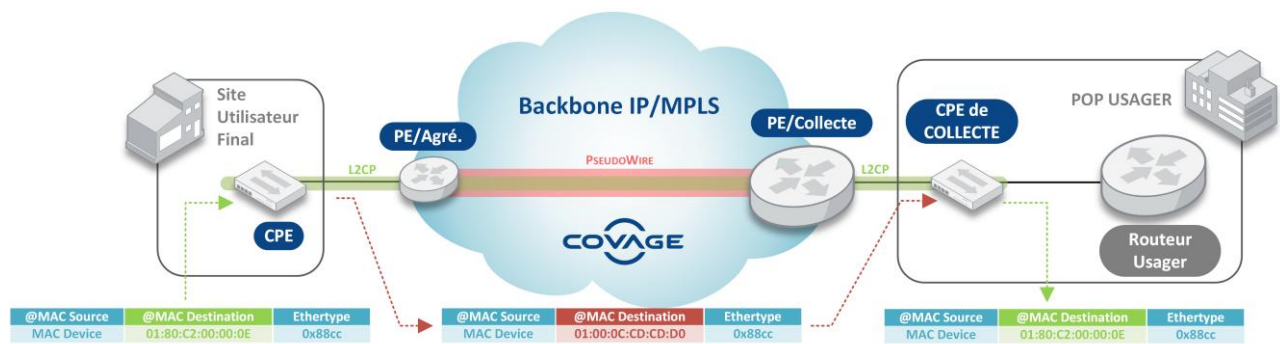 Site
Utilisateur
Final
CPE
L2CP
PE/Agré.
Backbone IP/MPLS
PSEUDOWIRE
COVAGE
PE/Collecte
L2CP
CPE de
COLLECTE
POP USAGER
Routeur
Usager
@MAC Source @MAC Destination Ethertype
MAC Device 01:80:C2:00:00:0E 0x88cc
@MAC Source @MAC Destination Ethertype
MAC Device 01:00:0C:CD:CD:D0 0x88cc
@MAC Source @MAC Destination Ethertype
MAC Device 01:80:C2:00:00:0E 0x88cc